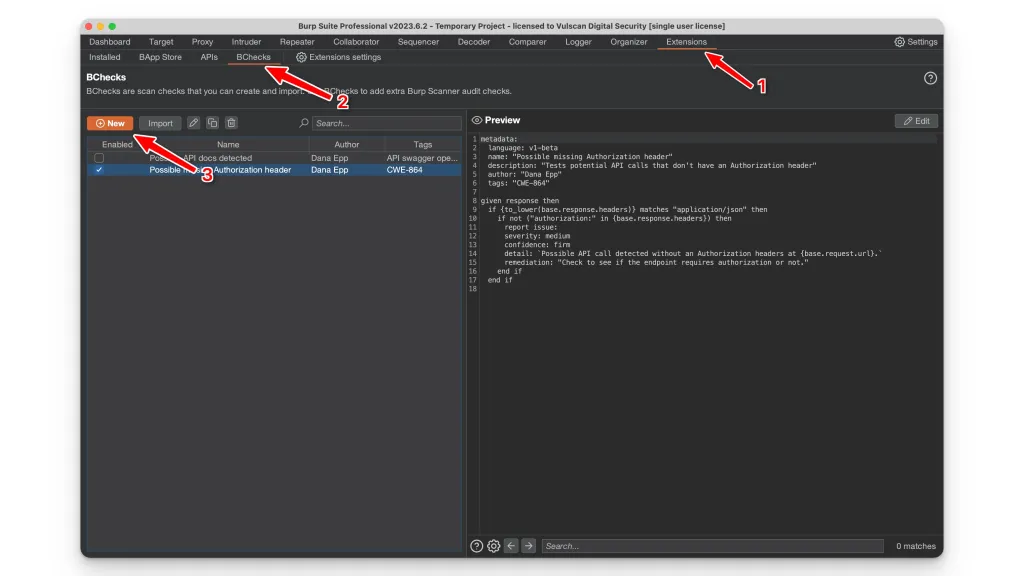 Burp Suite Professional v2023.6.2 - Temporary Project - licensed to Vulscan Digital Security [single user license]
Dashboard Target Proxy Intruder Repeater Collaborator Sequencer Decoder Comparer Logger Organizer Extensions Settings
Installed BApp Store APIs BChecks Extensions settings
1
BChecks
BChecks are scan checks that you can create and import. BChecks to add extra Burp Scanner audit checks.
2
New Import Search...
Preview
Edit
Enabled Name Author Tags
API docs detected Dana Epp API swagger ope...
Possible Authorization header Dana Epp CWE-864
3
1 metadata:
2 language: v1-beta
3 name: "Possible missing Authorization header"
4 description: "Tests potential API calls that don't have an Authorization header"
5 author: "Dana Epp"
6 tags: "CWE-864"
7
8 given response then
9 if {to_lower(base.response.headers)} matches "application/json" then
10 if not ("authorization:" in {base.response.headers}) then
11 report issue:
12 severity: medium
13 confidence: firm
14 detail: `Possible API call detected without an Authorization headers at {base.request.url}.`
15 remediation: "Check to see if the endpoint requires authorization or not."
16 end if
17 end if
18
Search... 0 matches